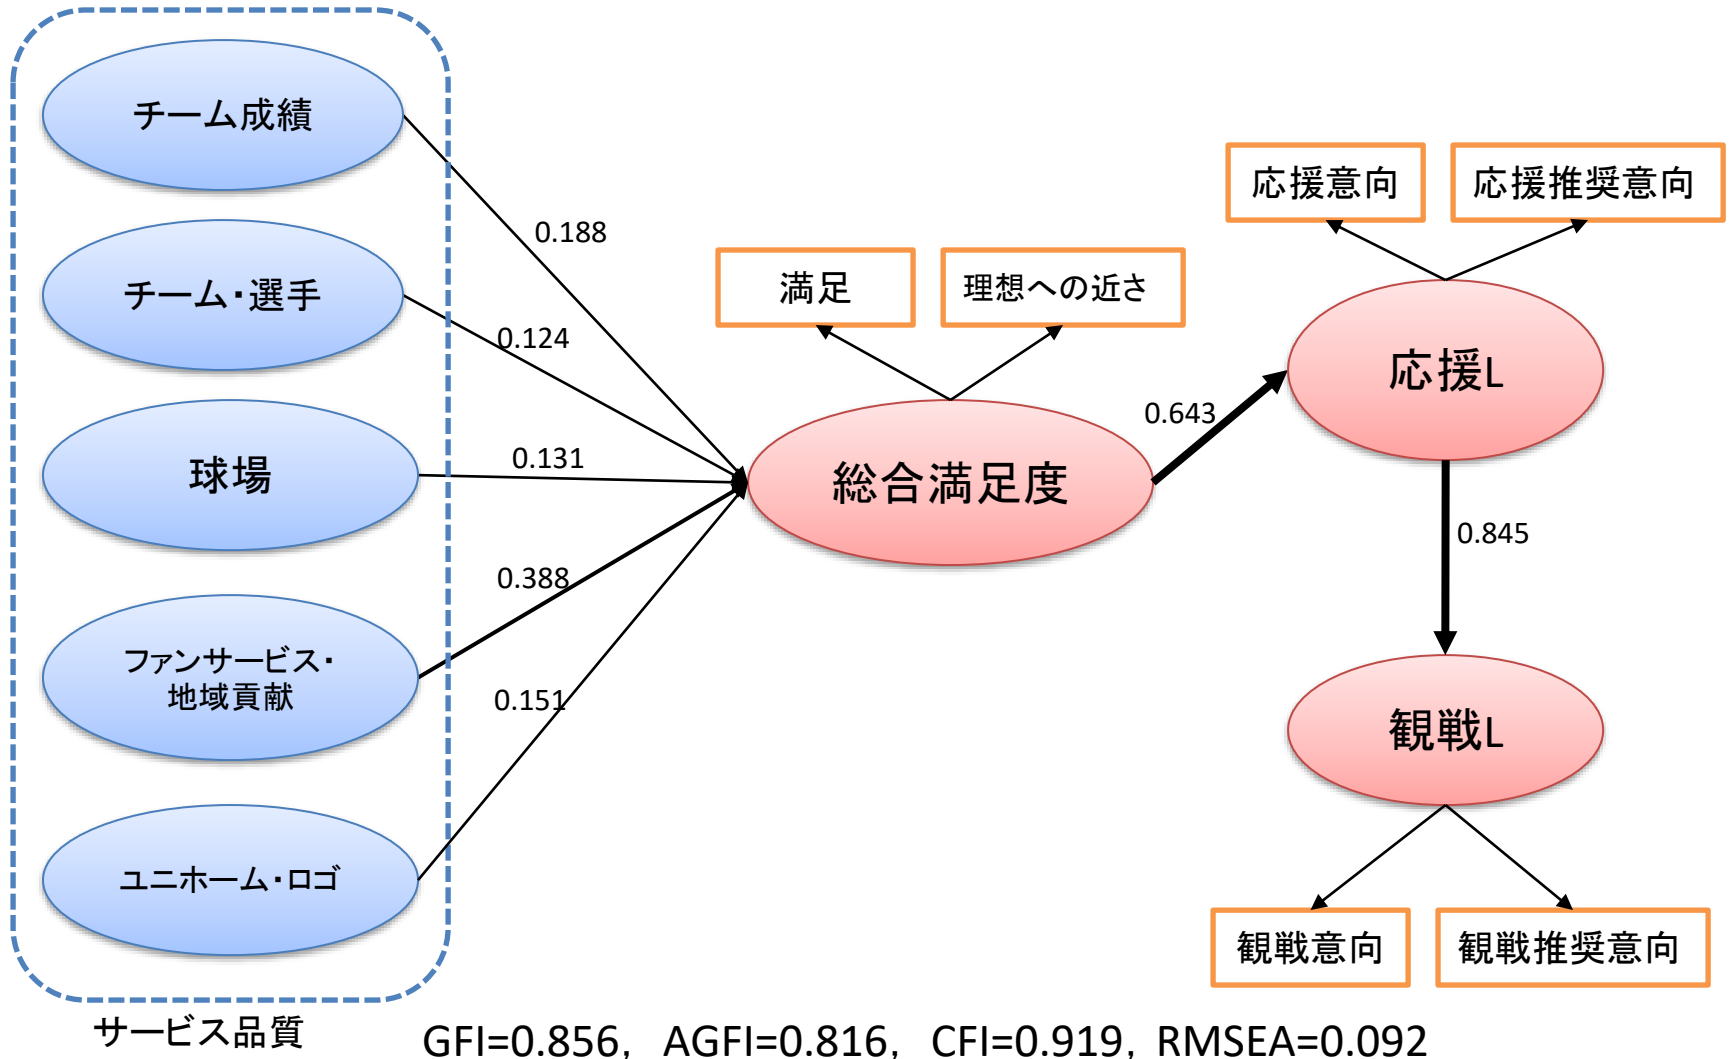 チーム成績
チーム・選手
球場
ファンサービス・
地域貢献
ユニホーム・ロゴ
サービス品質
0.188
0.124
0.131
0.388
0.151
満足
理想への近さ
総合満足度
0.643
応援意向
応援推奨意向
応援L
0.845
観戦L
観戦意向
観戦推奨意向
GFI=0.856, AGFI=0.816, CFI=0.919, RMSEA=0.092